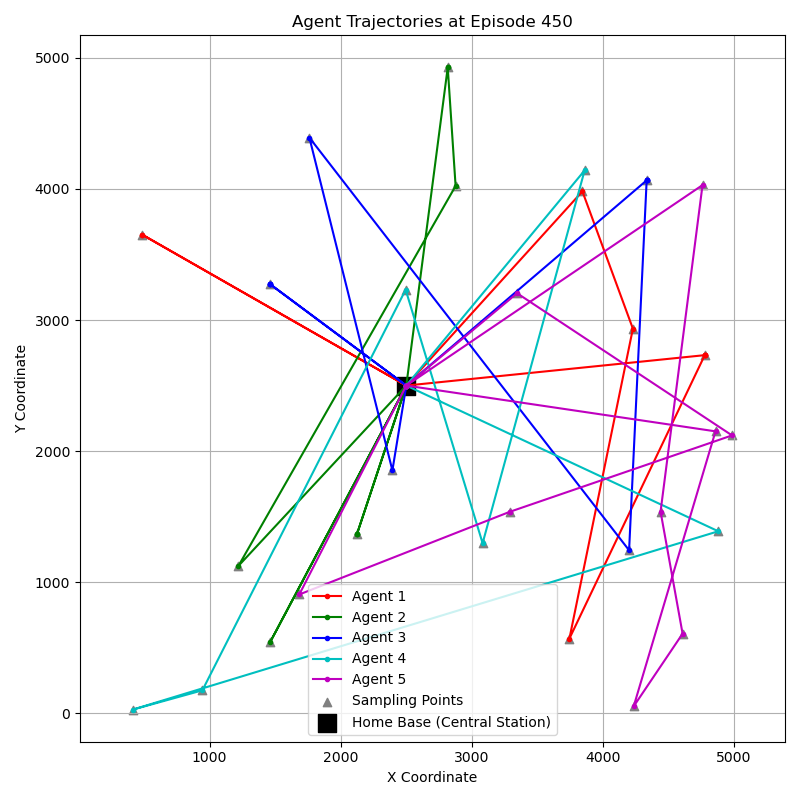 Agent Trajectories at Episode 450
Y Coordinate
5000
4000
3000
2000
1000
0
1000
2000
3000
4000
5000
X Coordinate
Agent 1
Agent 2
Agent 3
Agent 4
Agent 5
Sampling Points
Home Base (Central Station)